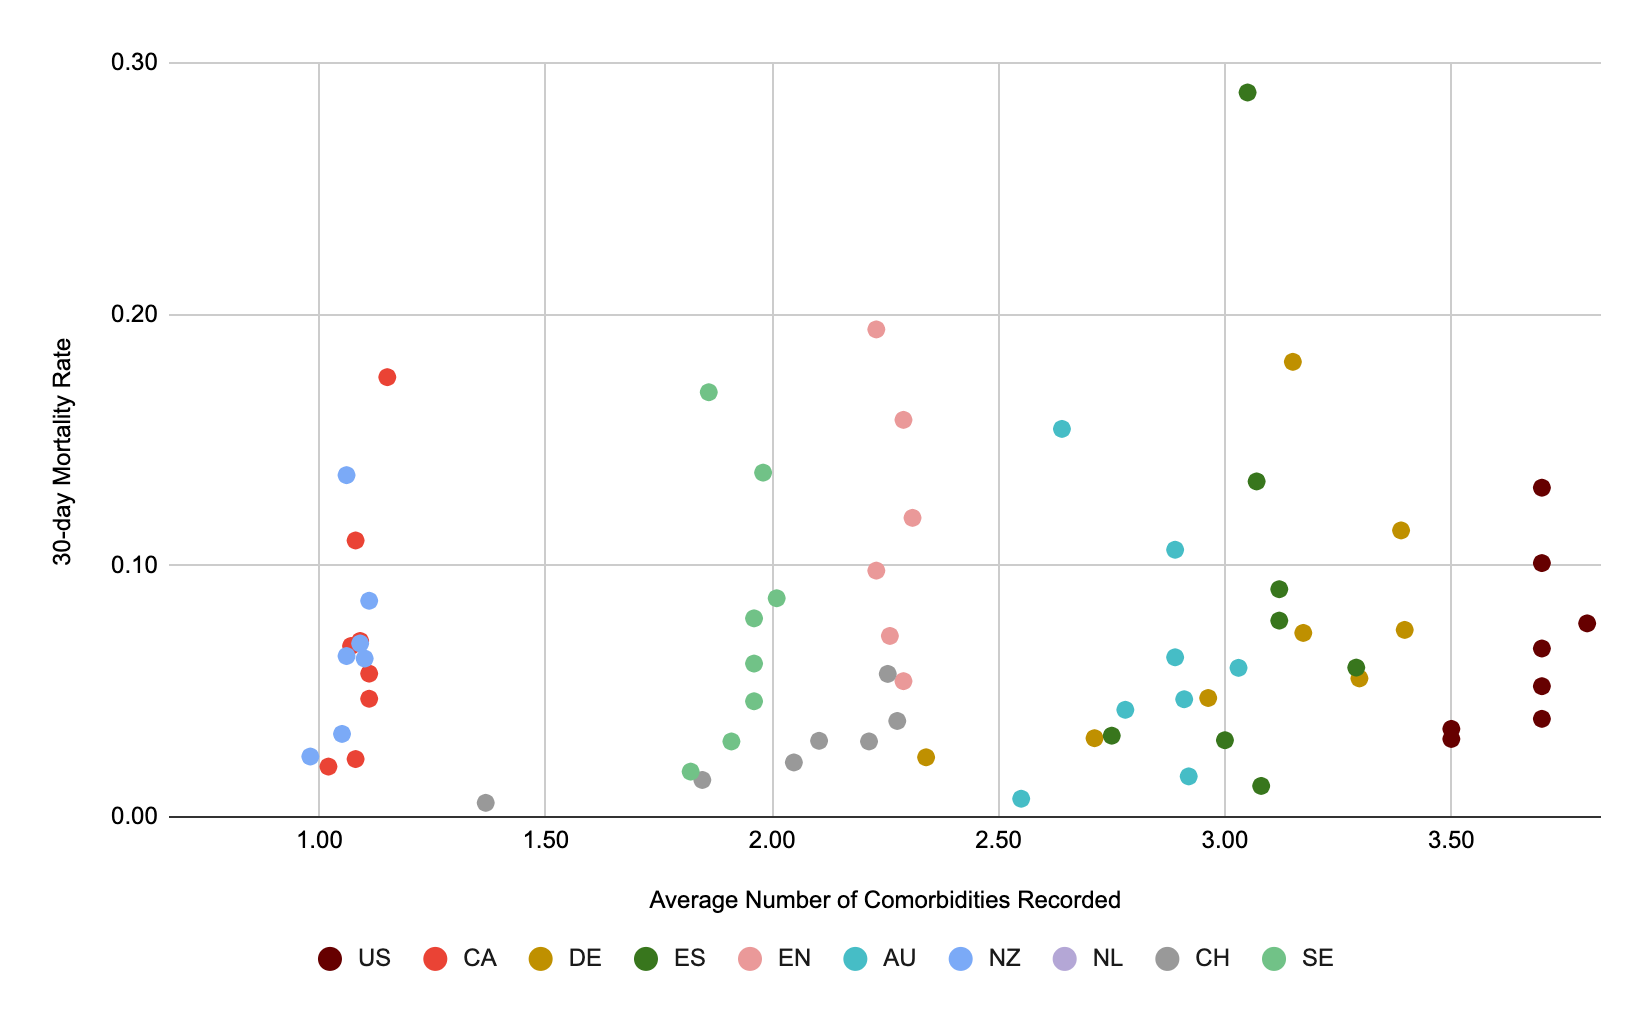 0.30
0.20
0.10
0.00
30-day Mortality Rate
1.00 1.50 2.00 2.50 3.00 3.50
Average Number of Comorbidities Recorded
US CA DE ES EN AU NZ NL CH SE